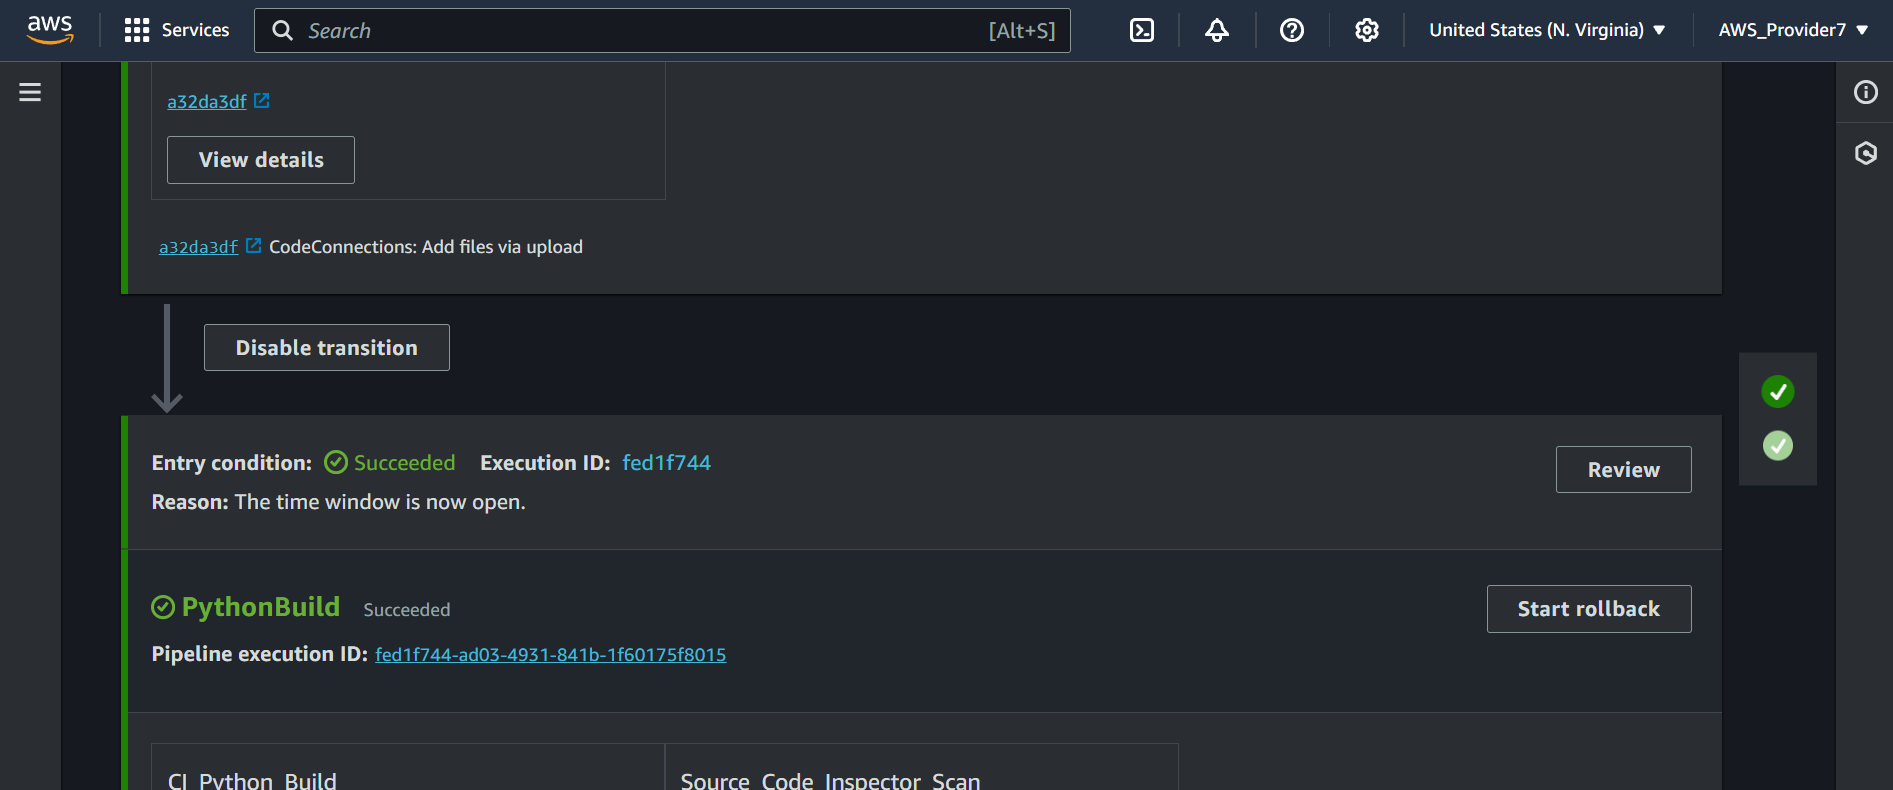 aws Services Search [Alt+S] United States (N. Virginia) AWS_Provider7
a32da3df
View details
a32da3df CodeConnections: Add files via upload
Disable transition
Entry condition: Succeeded Execution ID: fed1f744
Review
Reason: The time window is now open.
PythonBuild Succeeded
Start rollback
Pipeline execution ID: fed1f744-ad03-4931-841b-1f60175f8015
CI_Python_Build
Source_Code_Inspector_Scan